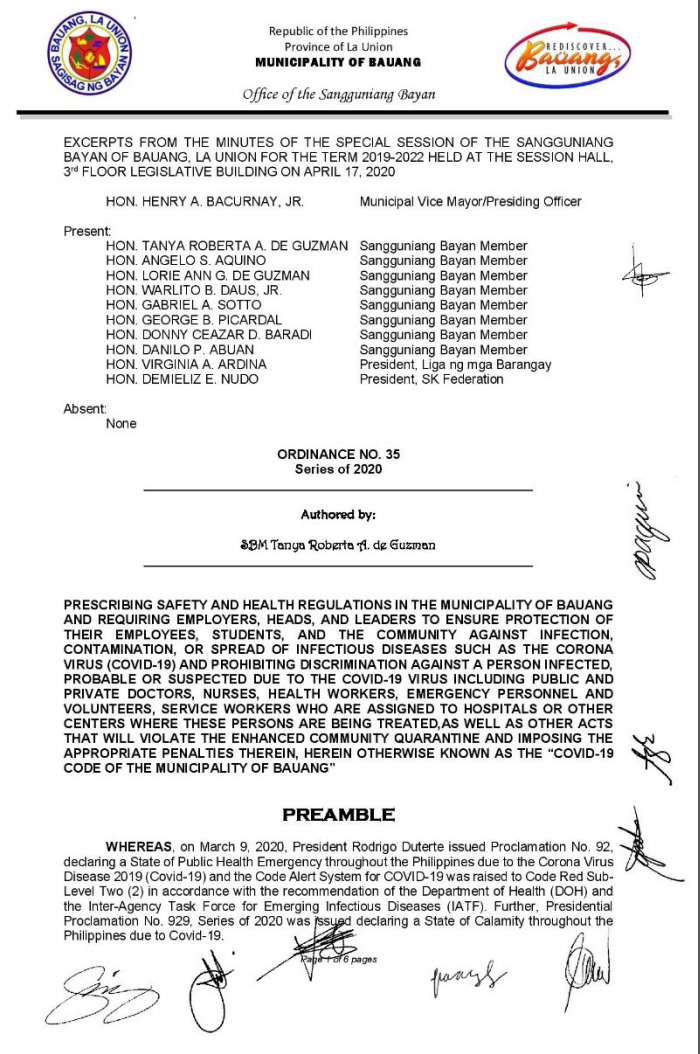 BAUANG, LA UNION
SAGISAG NG BAYAN
Republic of the Philippines
Province of La Union
MUNICIPALITY OF BAUANG
Office of the Sangguniang Bayan
REDISCOVER...
Bauang,
LA UNION
EXCERPTS FROM THE MINUTES OF THE SPECIAL SESSION OF THE SANGGUNIANG
BAYAN OF BAUANG, LA UNION FOR THE TERM 2019-2022 HELD AT THE SESSION HALL,
3rd FLOOR LEGISLATIVE BUILDING ON APRIL 17, 2020
HON. HENRY A. BACURNAY, JR. Municipal Vice Mayor/Presiding Officer
Present:
HON. TANYA ROBERTA A. DE GUZMAN Sangguniang Bayan Member
HON. ANGELO S. AQUINO Sangguniang Bayan Member
HON. LORIE ANN G. DE GUZMAN Sangguniang Bayan Member
HON. WARLITO B. DAUS, JR. Sangguniang Bayan Member
HON. GABRIEL A. SOTTO Sangguniang Bayan Member
HON. GEORGE B. PICARDAL Sangguniang Bayan Member
HON. DONNY CEAZAR D. BARADI Sangguniang Bayan Member
HON. DANILO P. ABUAN Sangguniang Bayan Member
HON. VIRGINIA A. ARDINA President, Liga ng mga Barangay
HON. DEMIELIZ E. NUDO President, SK Federation
Absent:
None
ORDINANCE NO. 35
Series of 2020
Authored by:
SBM Tanya Roberta A. de Guzman
PRESCRIBING SAFETY AND HEALTH REGULATIONS IN THE MUNICIPALITY OF BAUANG
AND REQUIRING EMPLOYERS, HEADS, AND LEADERS TO ENSURE PROTECTION OF
THEIR EMPLOYEES, STUDENTS, AND THE COMMUNITY AGAINST INFECTION,
CONTAMINATION, OR SPREAD OF INFECTIOUS DISEASES SUCH AS THE CORONA
VIRUS (COVID-19) AND PROHIBITING DISCRIMINATION AGAINST A PERSON INFECTED,
PROBABLE OR SUSPECTED DUE TO THE COVID-19 VIRUS INCLUDING PUBLIC AND
PRIVATE DOCTORS, NURSES, HEALTH WORKERS, EMERGENCY PERSONNEL AND
VOLUNTEERS, SERVICE WORKERS WHO ARE ASSIGNED TO HOSPITALS OR OTHER
CENTERS WHERE THESE PERSONS ARE BEING TREATED,AS WELL AS OTHER ACTS
THAT WILL VIOLATE THE ENHANCED COMMUNITY QUARANTINE AND IMPOSING THE
APPROPRIATE PENALTIES THEREIN, HEREIN OTHERWISE KNOWN AS THE “COVID-19
CODE OF THE MUNICIPALITY OF BAUANG”
PREAMBLE
WHEREAS, on March 9, 2020, President Rodrigo Duterte issued Proclamation No. 92,
declaring a State of Public Health Emergency throughout the Philippines due to the Corona Virus
Disease 2019 (Covid-19) and the Code Alert System for COVID-19 was raised to Code Red Sub-
Level Two (2) in accordance with the recommendation of the Department of Health (DOH) and
the Inter-Agency Task Force for Emerging Infectious Diseases (IATF). Further, Presidential
Proclamation No. 929, Series of 2020 was issued declaring a State of Calamity throughout the
Philippines due to Covid-19.
Page 1 of 6 pages